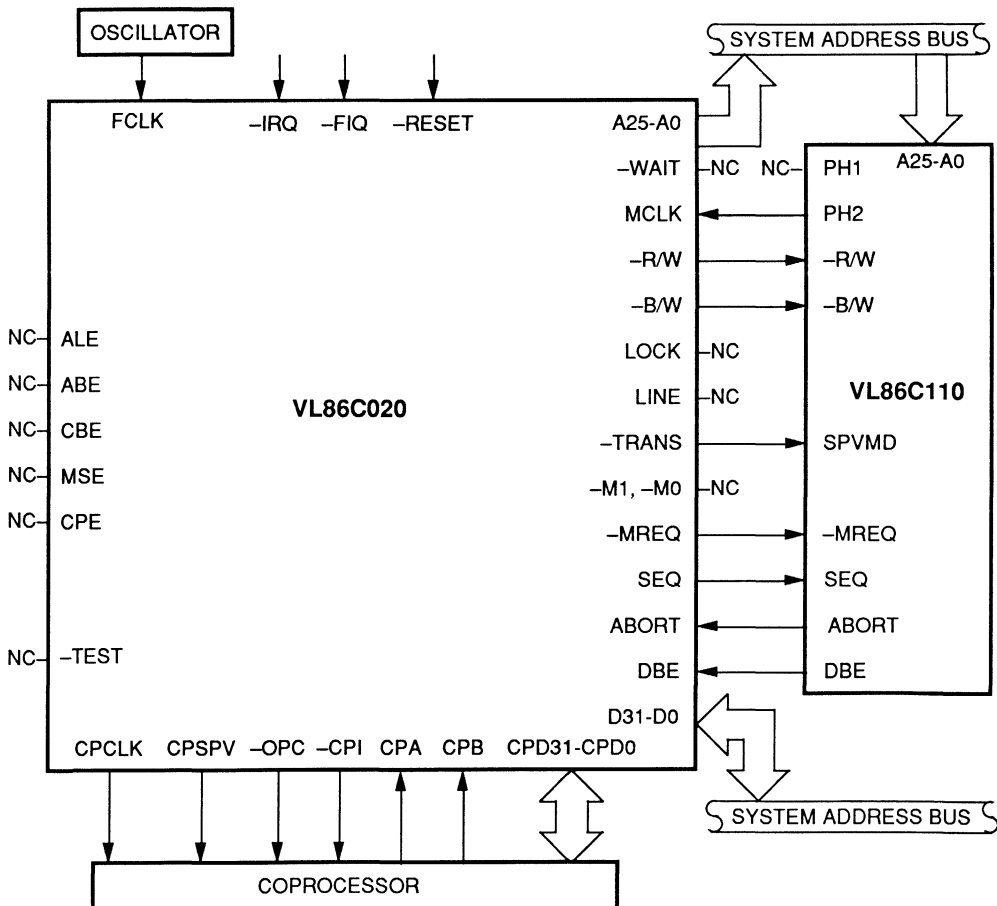 OSCILLATOR
SYSTEM ADDRESS BUS
FCLK
–IRQ
–FIQ
–RESET
A25-A0
–WAIT
NC
NC
PH1
A25-A0
MCLK
PH2
–R/W
–R/W
–B/W
–B/W
NC
ALE
LOCK
NC
NC
ABE
LINE
NC
VL86C020
VL86C110
NC
CBE
–TRANS
SPVMD
NC
MSE
–M1, –M0
NC
NC
CPE
–MREQ
–MREQ
SEQ
SEQ
ABORT
ABORT
NC
–TEST
DBE
DBE
D31-D0
CPCLK
CPSPV
–OPC
–CPI
CPA
CPB
CPD31-CPD0
SYSTEM ADDRESS BUS
COPROCESSOR